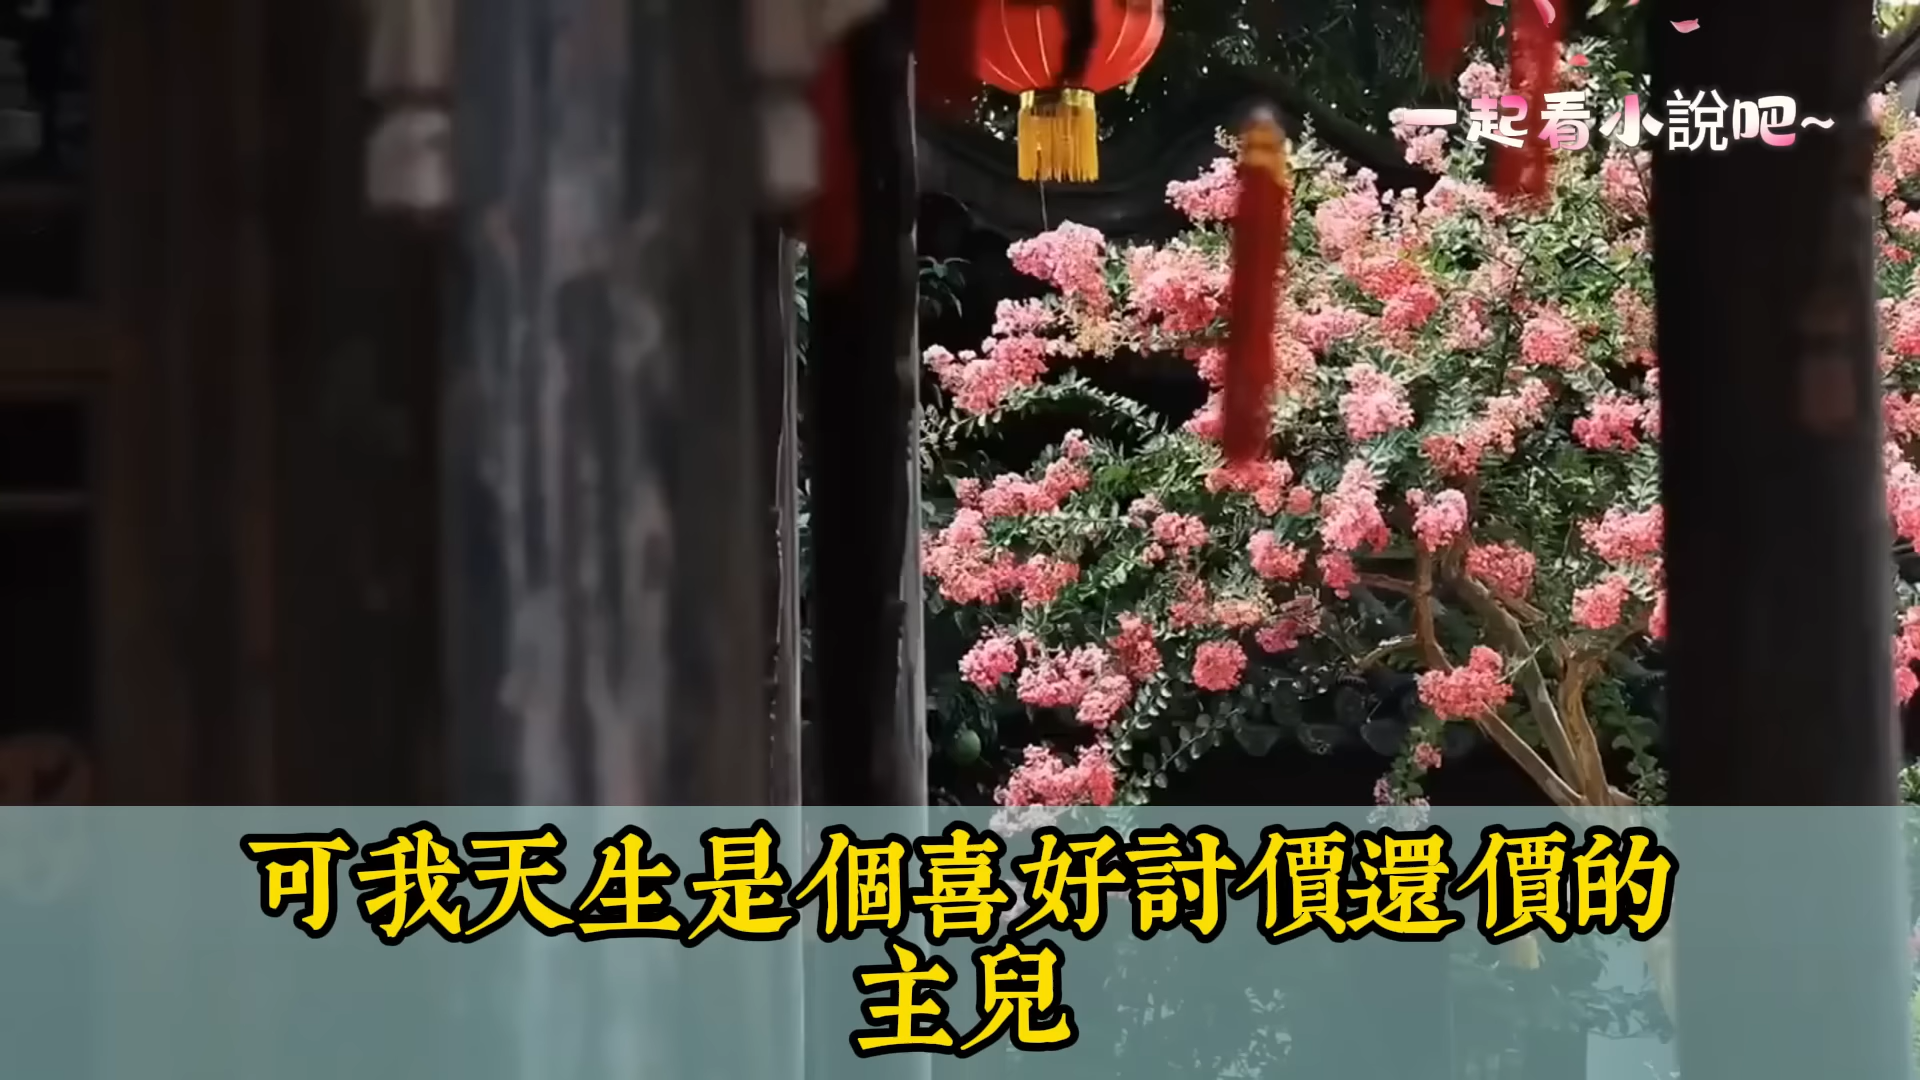 一起看小說吧~
可我天生是個喜好討價還價的
主兒